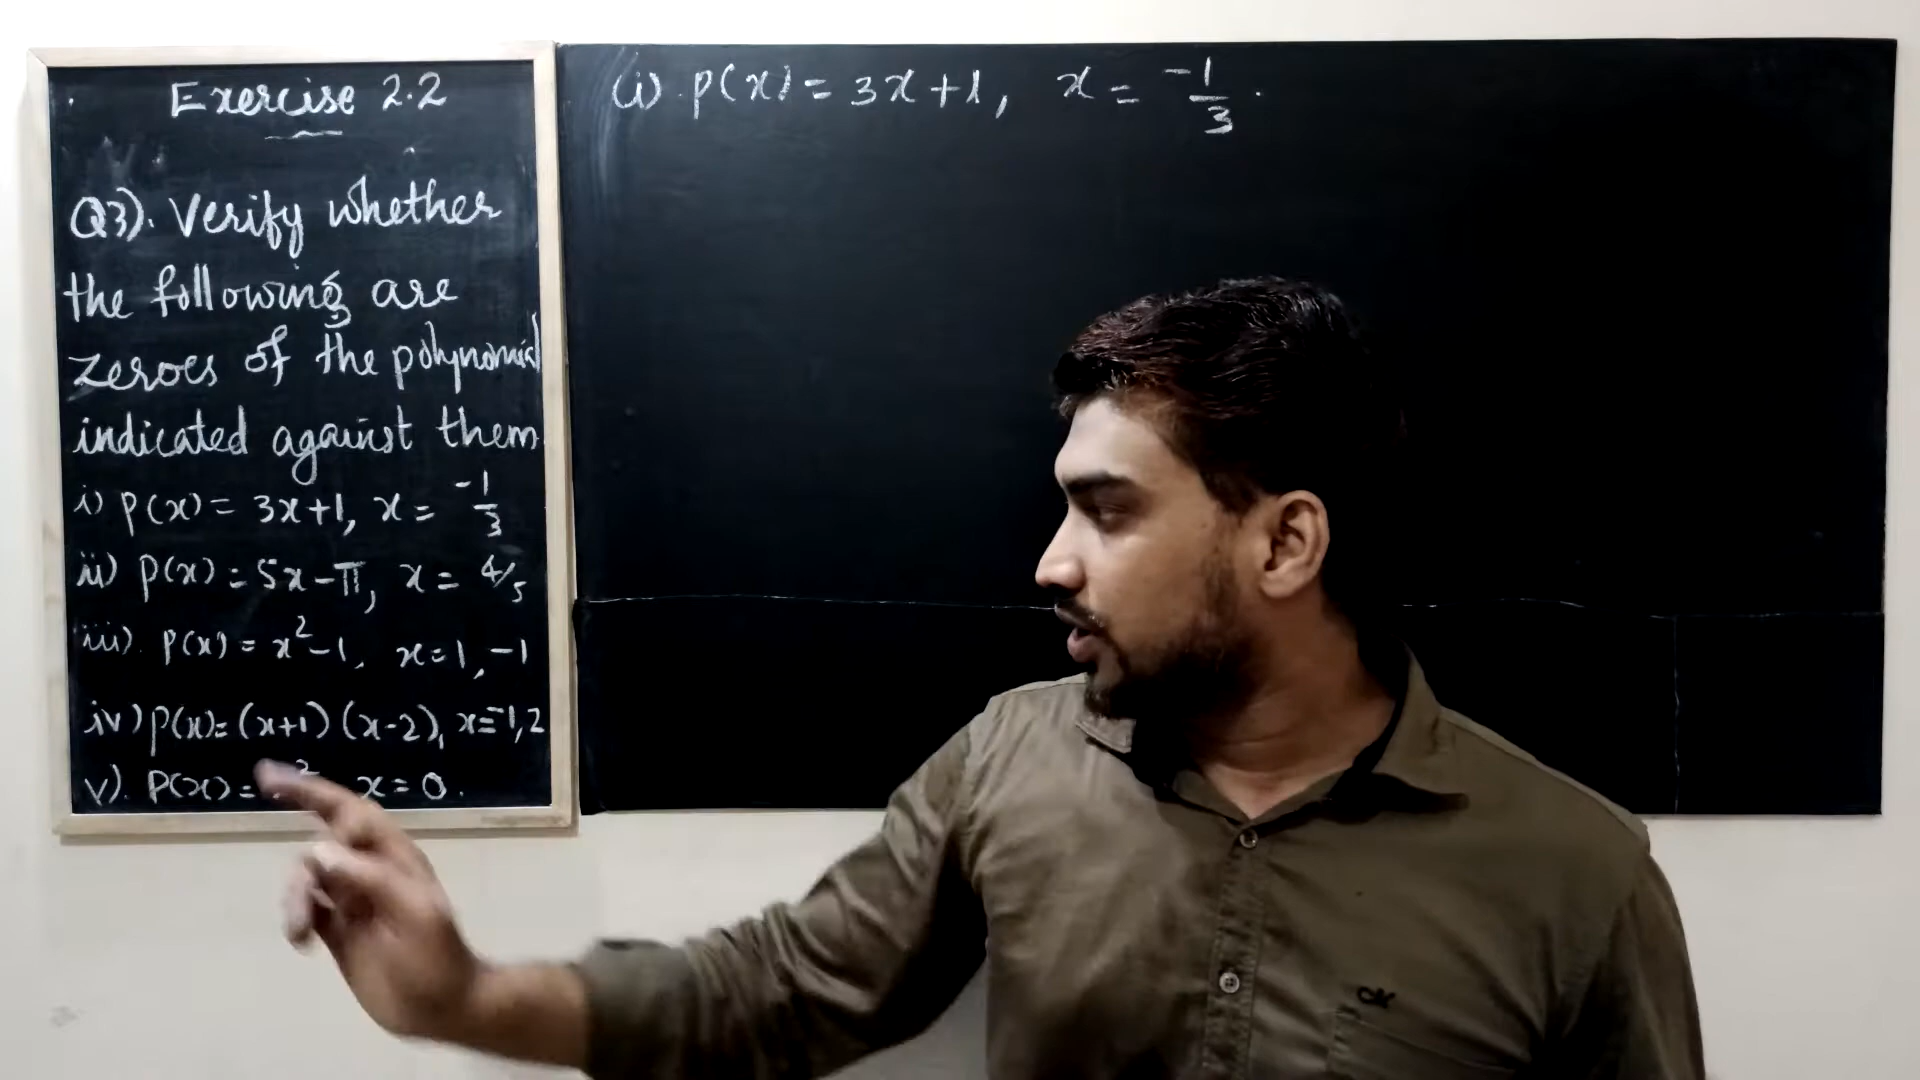 Exercise 2.2
Q3). Verify whether
the following are
zeroes of the polynomial
indicated against them
i) p(x) = 3x+1, x = -1/3
ii) p(x) = 5x-π, x = 4/5
iii). p(x) = x²-1, x=1, -1
iv) p(x)= (x+1) (x-2), x=-1,2
v). p(x) = ² x = 0.
(i). p(x) = 3x+1, x = -1/3.